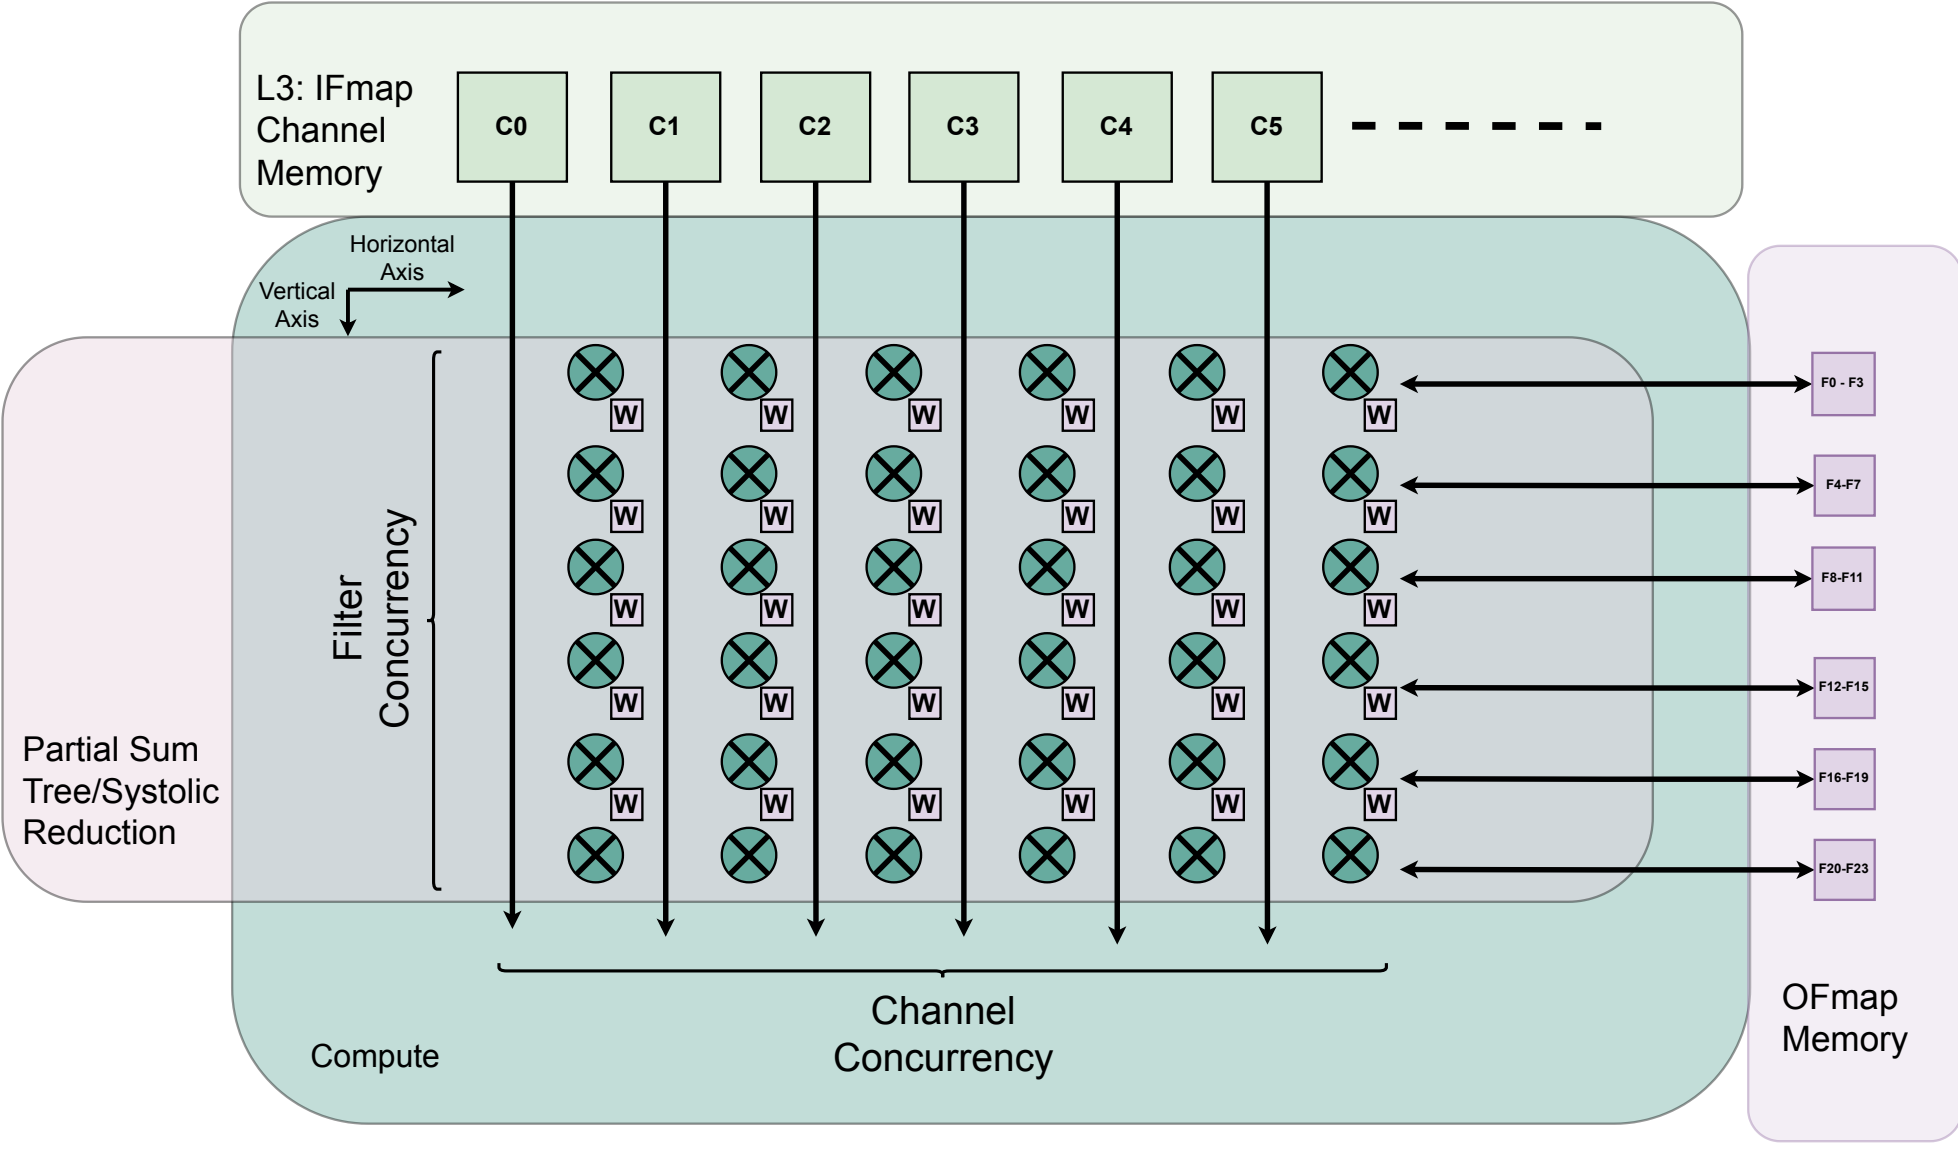 L3: IFmap
Channel
Memory
C0
C1
C2
C3
C4
C5
Horizontal
Axis
Vertical
Axis
Filter
Concurrency
W W W W W W
W W W W W W
W W W W W W
W W W W W W
W W W W W W
F0 - F3
F4-F7
F8-F11
F12-F15
F16-F19
F20-F23
Partial Sum
Tree/Systolic
Reduction
Channel
Concurrency
Compute
OFmap
Memory